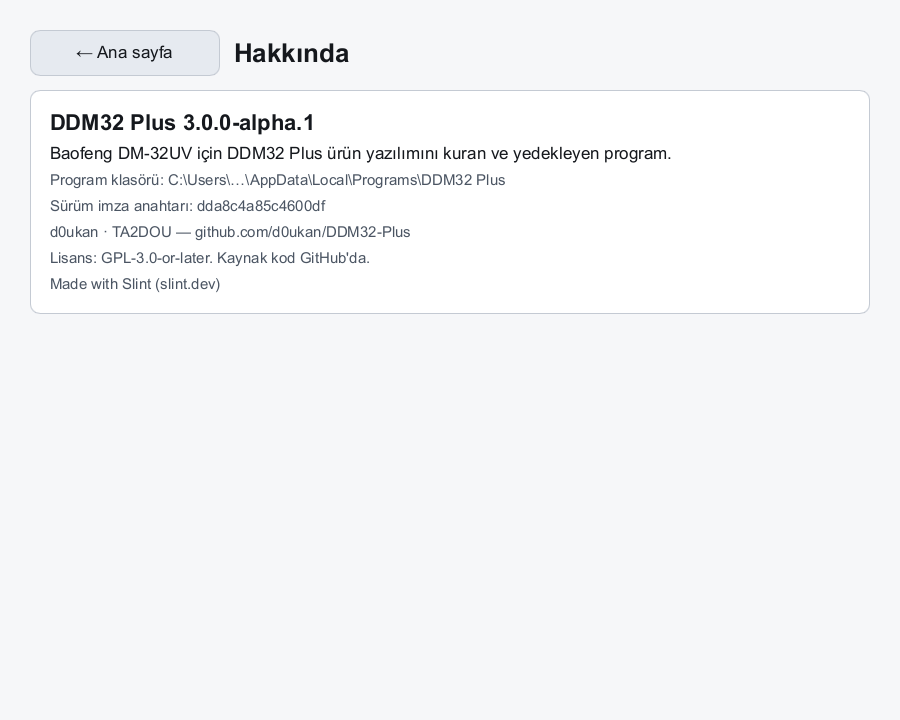 ← Ana sayfa
Hakkında
DDM32 Plus 3.0.0-alpha.1
Baofeng DM-32UV için DDM32 Plus ürün yazılımını kuran ve yedekleyen program.
Program klasörü: C:\Users\...\AppData\Local\Programs\DDM32 Plus
Sürüm imza anahtarı: dda8c4a85c4600df
d0ukan · TA2DOU — github.com/d0ukan/DDM32-Plus
Lisans: GPL-3.0-or-later. Kaynak kod GitHub'da.
Made with Slint (slint.dev)